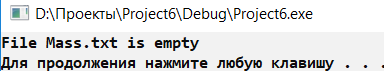 D:\Проекты\Project6\Debug\Project6.exe
File Mass.txt is empty
Для продолжения нажмите любую клавишу . . .